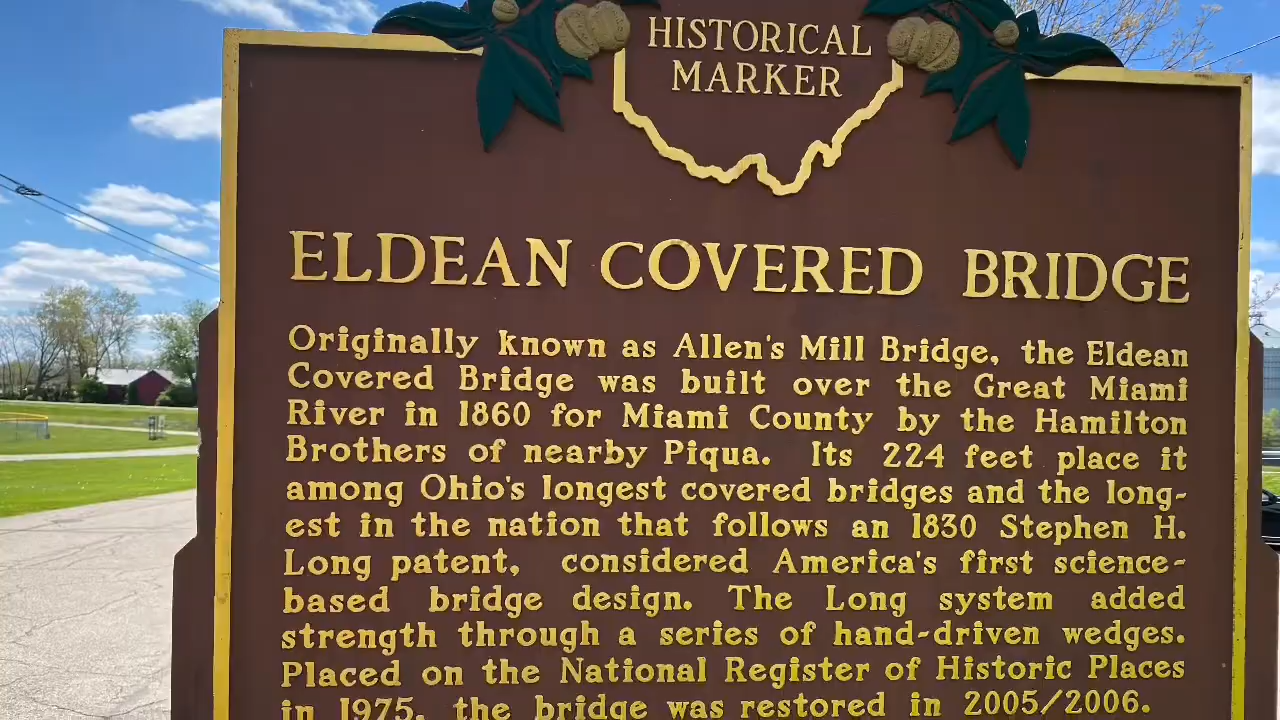 HISTORICAL
MARKER
ELDEAN COVERED BRIDGE
Originally known as Allen's Mill Bridge, the Eldean
Covered Bridge was built over the Great Miami
River in 1860 for Miami County by the Hamilton
Brothers of nearby Piqua. Its 224 feet place it
among Ohio's longest covered bridges and the long-
est in the nation that follows an 1830 Stephen H.
Long patent, considered America's first science-
based bridge design. The Long system added
strength through a series of hand-driven wedges.
Placed on the National Register of Historic Places
in 1975, the bridge was restored in 2005/2006.